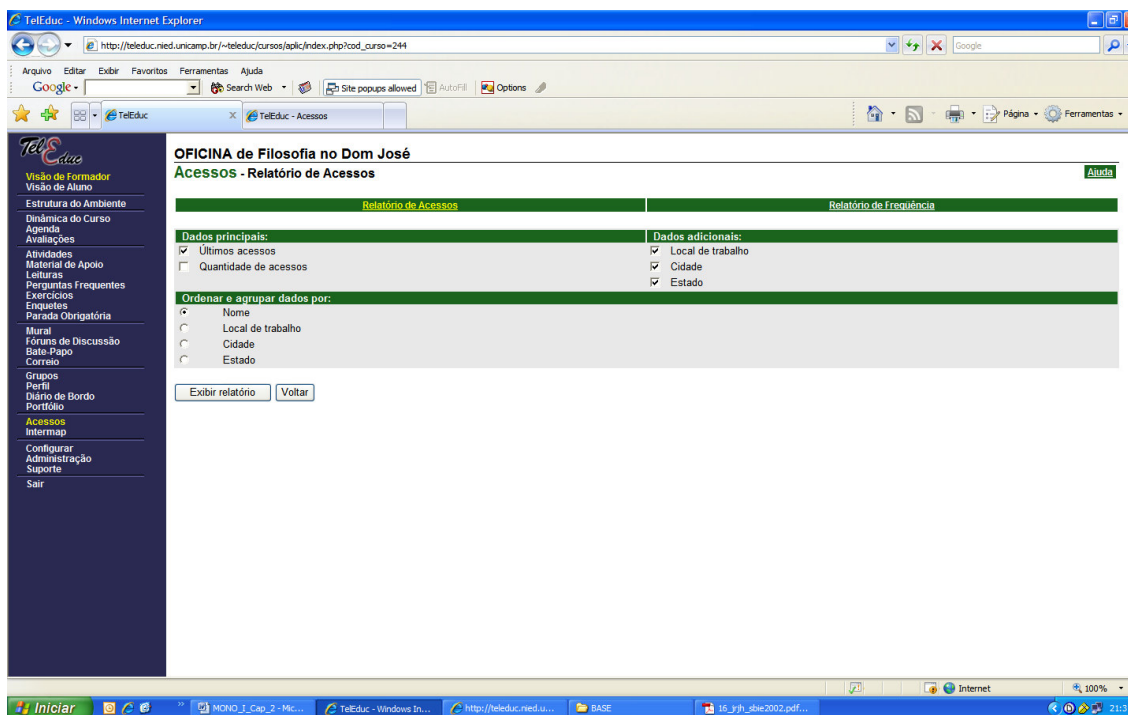 TelEduc - Windows Internet Explorer
http://teleduc.nied.unicamp.br/~teleduc/cursos/aplic/index.php?cod_curso=244
Google
Arquivo Editar Exibir Favoritos Ferramentas Ajuda
Google Search Web Site popups allowed AutoFill Options
TelEduc TelEduc - Acessos Página Ferramentas
TelEduc
OFICINA de Filosofia no Dom José
Acessos - Relatório de Acessos
Ajuda
Visão de Formador
Visão de Aluno
Estrutura do Ambiente
Dinâmica do Curso
Agenda
Avaliações
Atividades
Material de Apoio
Leituras
Perguntas Frequentes
Exercícios
Enquetes
Parada Obrigatória
Mural
Fóruns de Discussão
Bate-Papo
Correio
Grupos
Perfil
Diário de Bordo
Portfólio
Acessos
Intermap
Configurar
Administração
Suporte
Sair
Relatório de Acessos Relatório de Freqüência
Dados principais: Dados adicionais:
Últimos acessos Local de trabalho
Quantidade de acessos Cidade
Estado
Ordenar e agrupar dados por:
Nome
Local de trabalho
Cidade
Estado
Exibir relatório Voltar
Internet 100%
Iniciar MONO_I_Cap_2 - Mic... TelEduc - Windows In... http://teleduc.nied.u... BASE 16_jrjh_sbie2002.pdf...